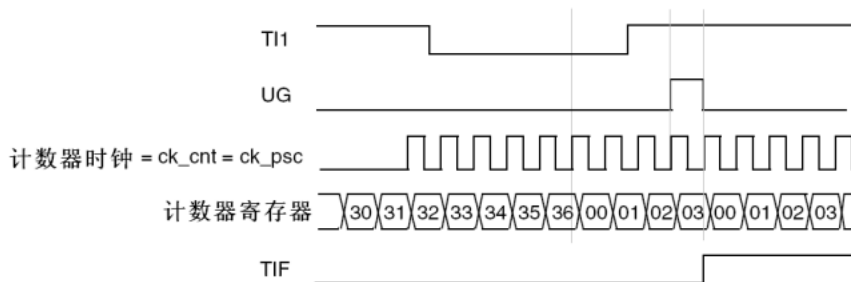 TI1
UG
计数器时钟 = ck_cnt = ck_psc
计数器寄存器 30 31 32 33 34 35 36 00 01 02 03 00 01 02 03
TIF